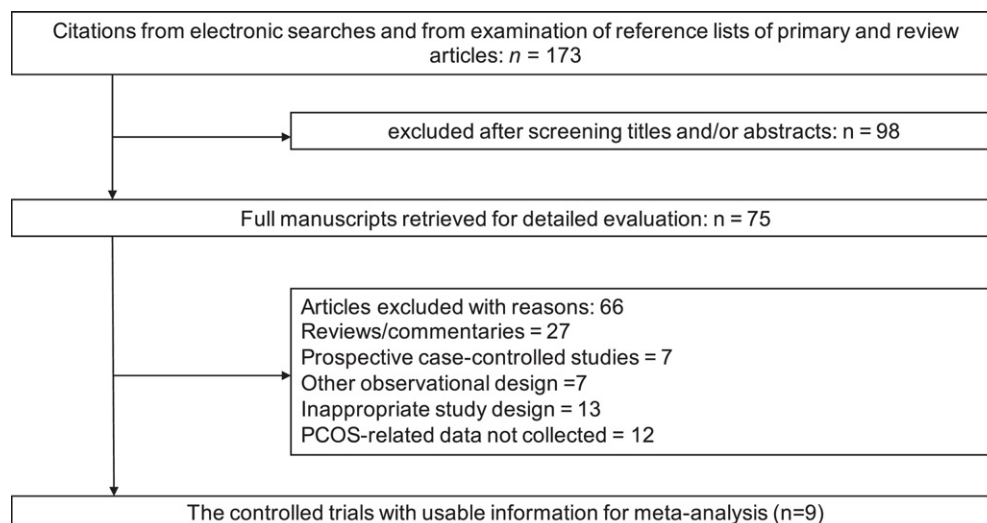 Citations from electronic searches and from examination of reference lists of primary and review
articles: n = 173
excluded after screening titles and/or abstracts: n = 98
Full manuscripts retrieved for detailed evaluation: n = 75
Articles excluded with reasons: 66
Reviews/commentaries = 27
Prospective case-controlled studies = 7
Other observational design =7
Inappropriate study design = 13
PCOS-related data not collected = 12
The controlled trials with usable information for meta-analysis (n=9)